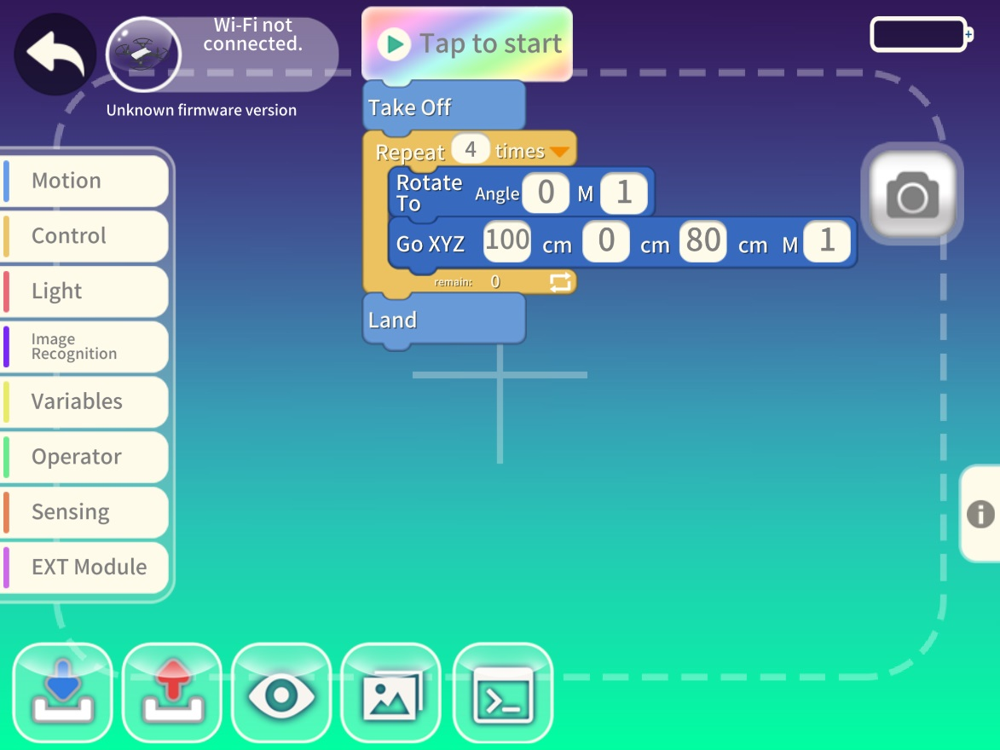 Wi-Fi not
connected.
Unknown firmware version
Tap to start
Take Off
Repeat 4 times
Rotate
To Angle 0 M 1
Go XYZ 100 cm 0 cm 80 cm M 1
remain: 0
Land
Motion
Control
Light
Image
Recognition
Variables
Operator
Sensing
EXT Module